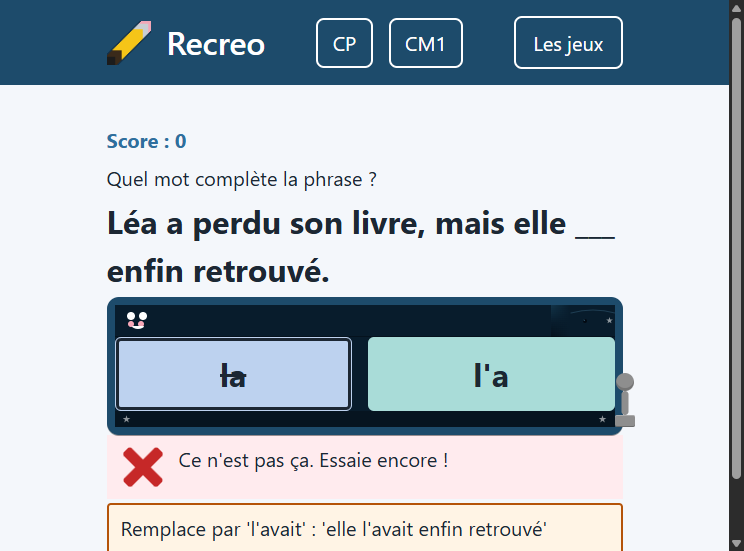 Recreo
CP
CM1
Les jeux
Score : 0
Quel mot complète la phrase ?
Léa a perdu son livre, mais elle ___
enfin retrouvé.
la
l'a
Ce n'est pas ça. Essaie encore !
Remplace par 'l'avait' : 'elle l'avait enfin retrouvé'